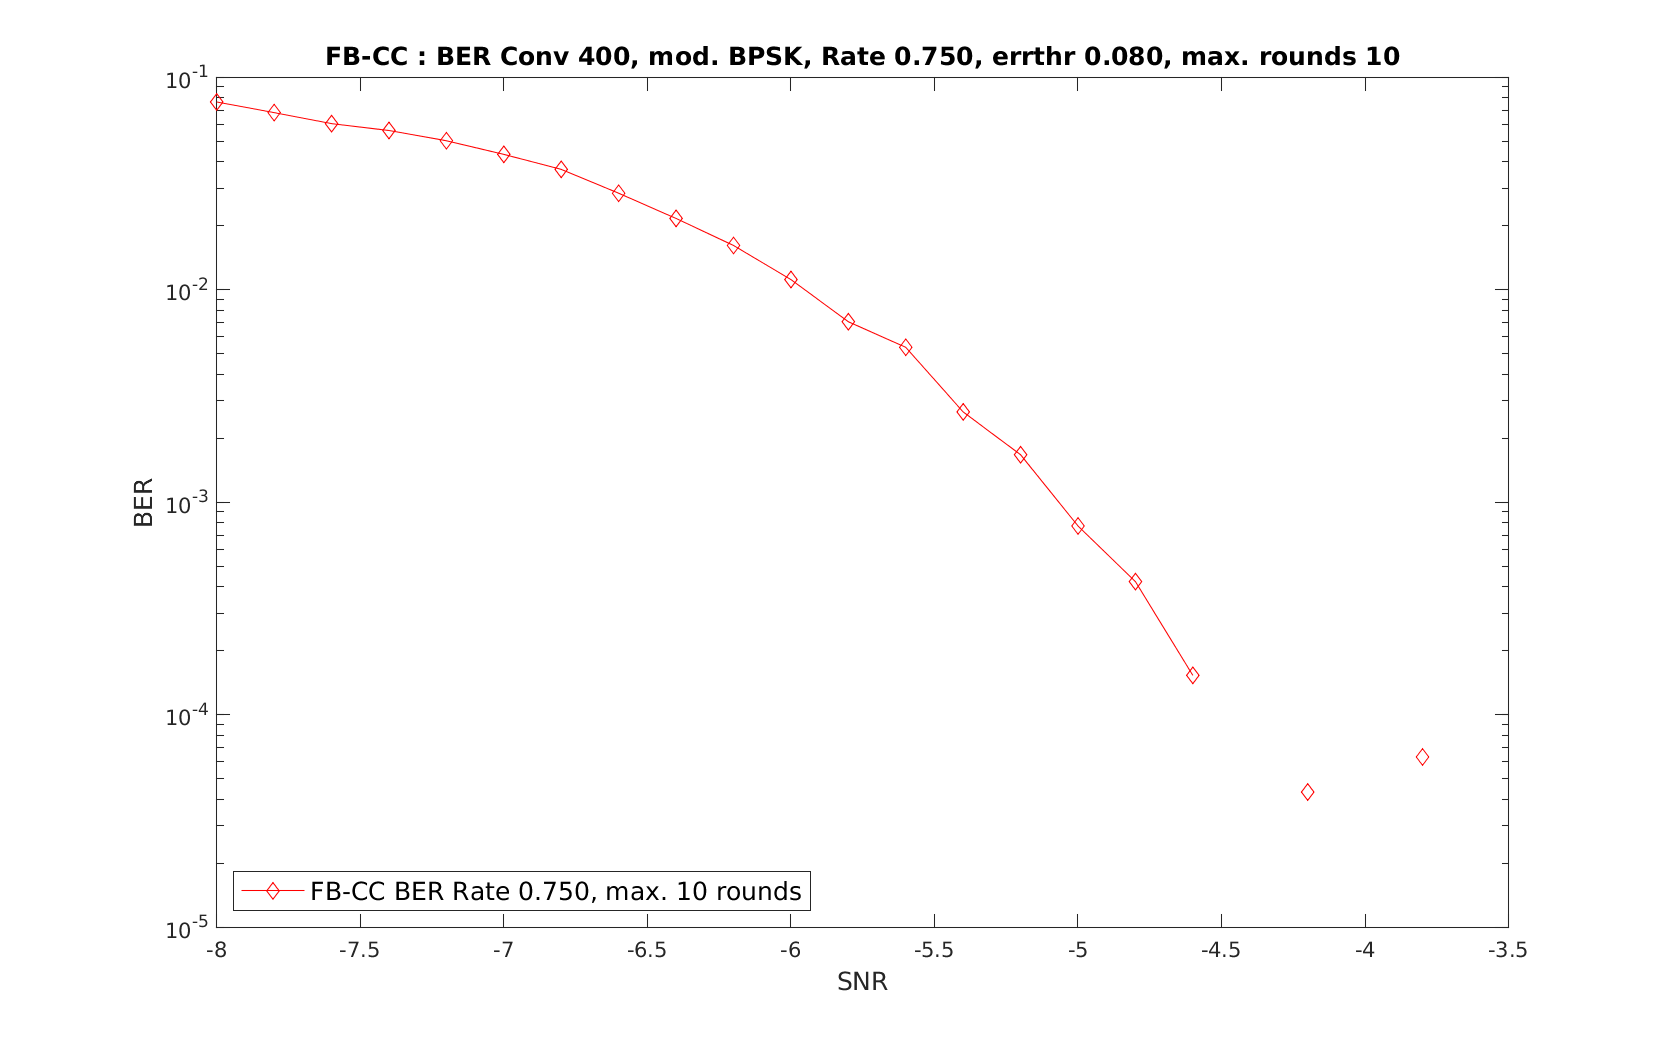 FB-CC : BER Conv 400, mod. BPSK, Rate 0.750, errthr 0.080, max. rounds 10
10^-1
10^-2
10^-3
10^-4
10^-5
BER
FB-CC BER Rate 0.750, max. 10 rounds
-8 -7.5 -7 -6.5 -6 -5.5 -5 -4.5 -4 -3.5
SNR